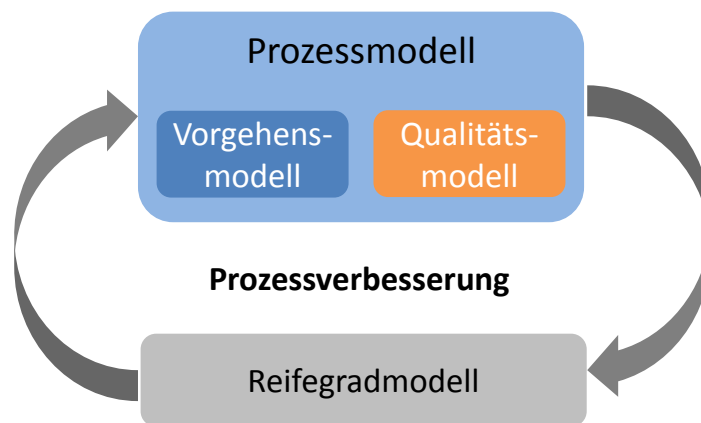 Prozessmodell
Vorgehens-
modell
Qualitäts-
modell
Prozessverbesserung
Reifegradmodell